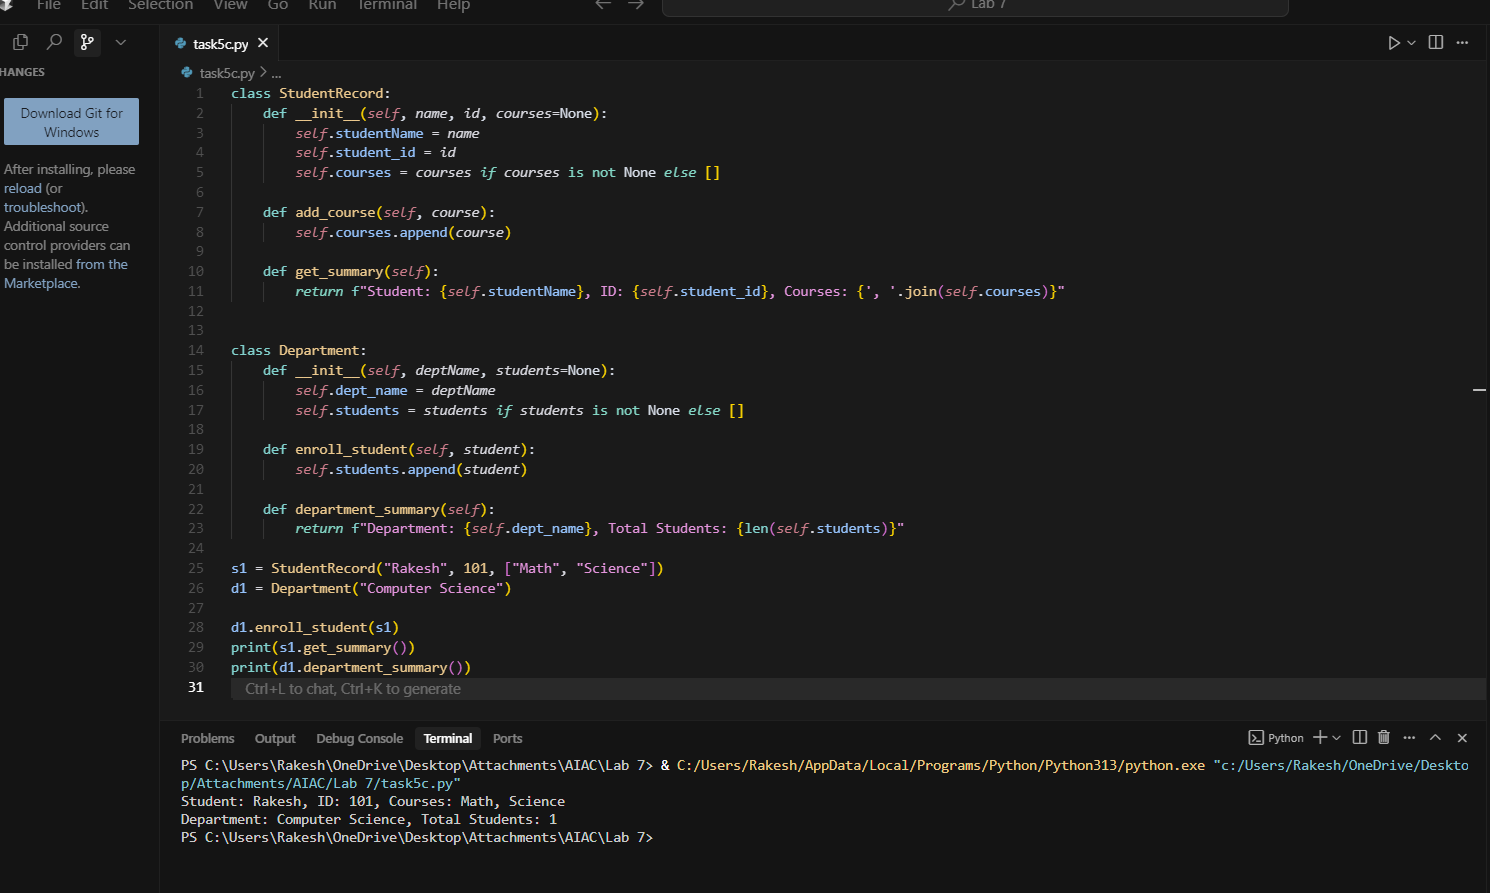 File Edit Selection View Go Run Terminal Help
Lab 7
task5c.py
HANGES
task5c.py > ...
Download Git for
Windows
After installing, please
reload (or
troubleshoot).
Additional source
control providers can
be installed from the
Marketplace.
1 class StudentRecord:
2     def __init__(self, name, id, courses=None):
3         self.studentName = name
4         self.student_id = id
5         self.courses = courses if courses is not None else []
6
7     def add_course(self, course):
8         self.courses.append(course)
9
10     def get_summary(self):
11         return f"Student: {self.studentName}, ID: {self.student_id}, Courses: {', '.join(self.courses)}"
12
13
14 class Department:
15     def __init__(self, deptName, students=None):
16         self.dept_name = deptName
17         self.students = students if students is not None else []
18
19     def enroll_student(self, student):
20         self.students.append(student)
21
22     def department_summary(self):
23         return f"Department: {self.dept_name}, Total Students: {len(self.students)}"
24
25 s1 = StudentRecord("Rakesh", 101, ["Math", "Science"])
26 d1 = Department("Computer Science")
27
28 d1.enroll_student(s1)
29 print(s1.get_summary())
30 print(d1.department_summary())
31 Ctrl+L to chat, Ctrl+K to generate
Problems Output Debug Console Terminal Ports
Python
PS C:\Users\Rakesh\OneDrive\Desktop\Attachments\AIAC\Lab 7> & C:/Users/Rakesh/AppData/Local/Programs/Python/Python313/python.exe "c:/Users/Rakesh/OneDrive/Deskto
p/Attachments/AIAC/Lab 7/task5c.py"
Student: Rakesh, ID: 101, Courses: Math, Science
Department: Computer Science, Total Students: 1
PS C:\Users\Rakesh\OneDrive\Desktop\Attachments\AIAC\Lab 7>